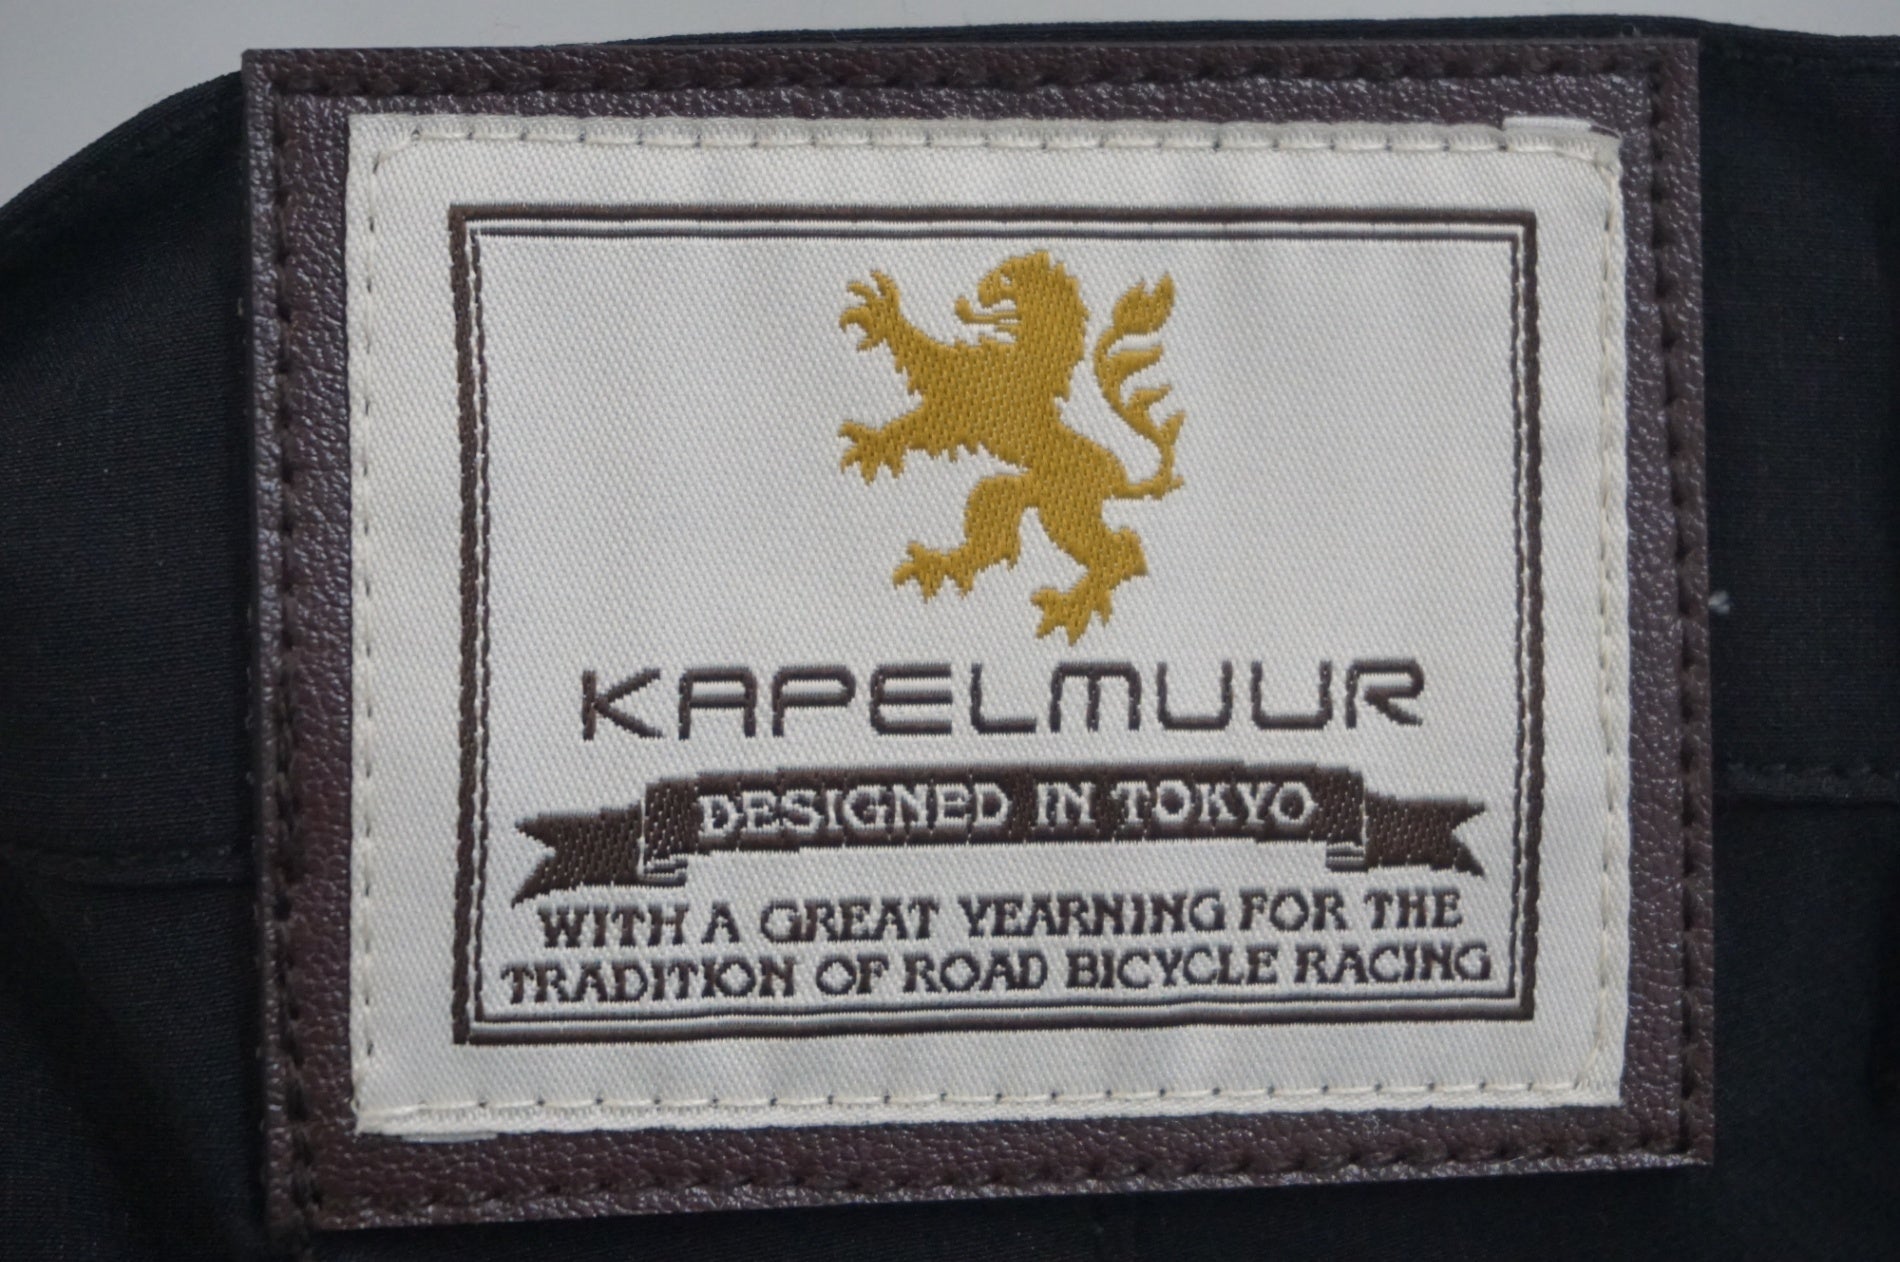 KAPELMUUR
DESIGNED IN TOKYO
WITH A GREAT YEARNING FOR THE
TRADITION OF ROAD BICYCLE RACING